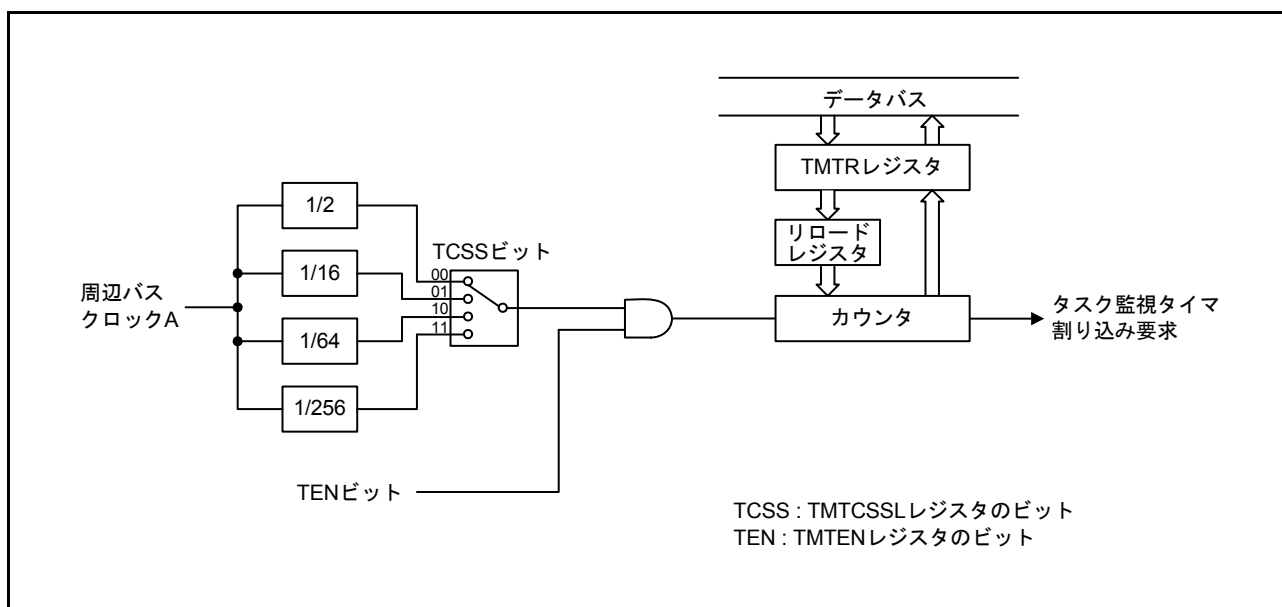 データバス
TMTRレジスタ
リロード
レジスタ
カウンタ
タスク監視タイマ
割り込み要求
周辺バス
クロックA
1/2
1/16
1/64
1/256
TCSSビット
00
01
10
11
TENビット
TCSS : TMTCSSLレジスタのビット
TEN : TMTENレジスタのビット